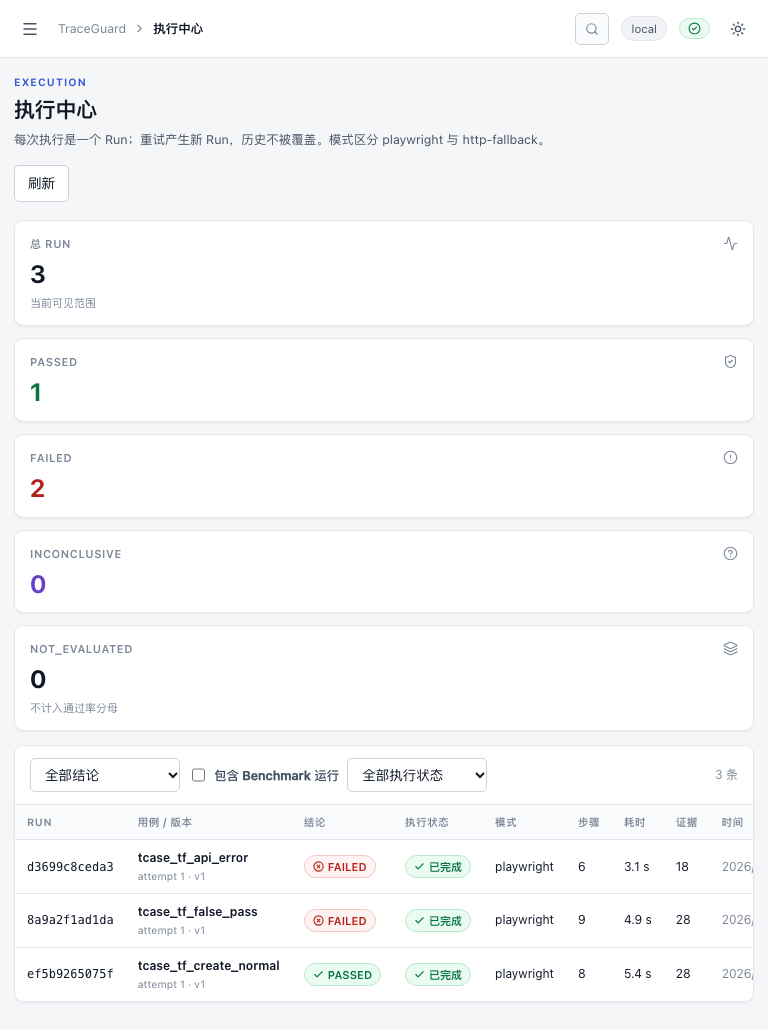 TraceGuard > 执行中心
local
EXECUTION
执行中心
每次执行是一个 Run；重试产生新 Run，历史不被覆盖。模式区分 playwright 与 http-fallback。
刷新
总 RUN
3
当前可见范围
PASSED
1
FAILED
2
INCONCLUSIVE
0
NOT_EVALUATED
0
不计入通过率分母
全部结论 包含 Benchmark 运行 全部执行状态 3 条
RUN 用例 / 版本 结论 执行状态 模式 步骤 耗时 证据 时间
d3699c8ceda3 tcase_tf_api_error FAILED 已完成 playwright 6 3.1 s 18 2026/
attempt 1 · v1
8a9a2f1ad1da tcase_tf_false_pass FAILED 已完成 playwright 9 4.9 s 28 2026/
attempt 1 · v1
ef5b9265075f tcase_tf_create_normal PASSED 已完成 playwright 8 5.4 s 28 2026/
attempt 1 · v1